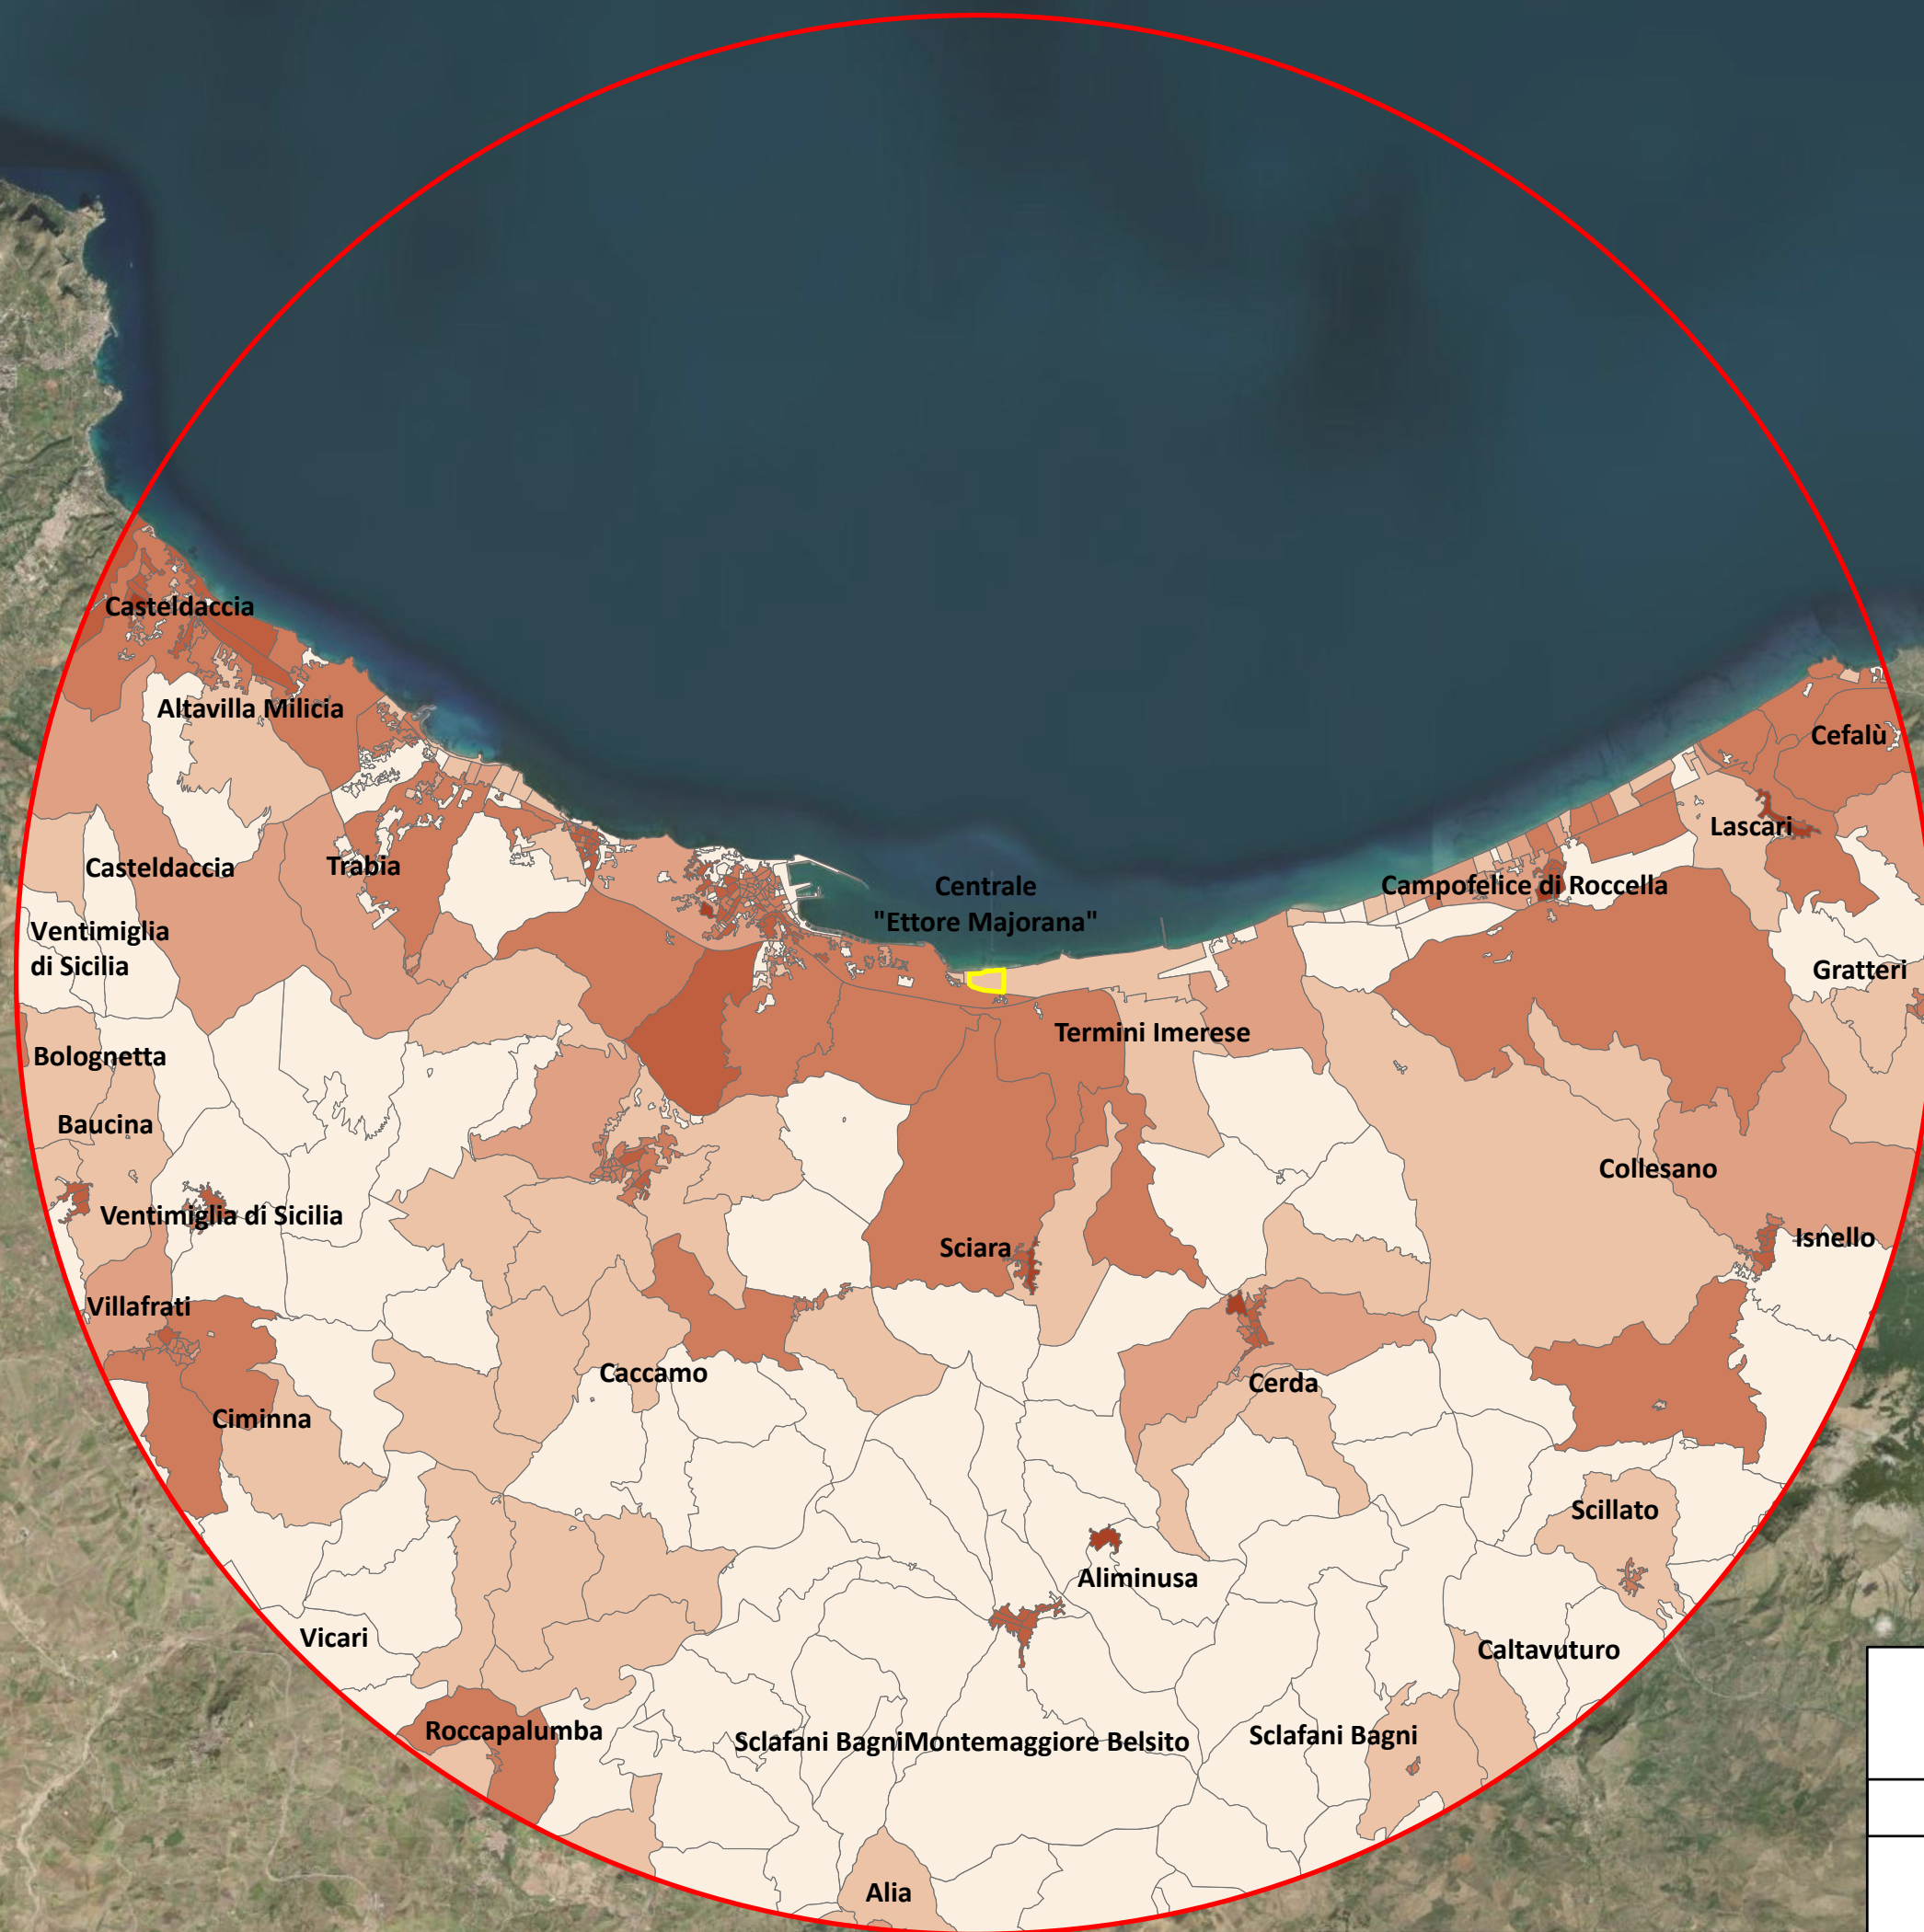 Casteldaccia
Altavilla Milicia
Cefalù
Lascari
Casteldaccia
Trabia
Centrale
"Ettore Majorana"
Campofelice di Roccella
Ventimiglia
di Sicilia
Gratteri
Termini Imerese
Bolognetta
Baucina
Collesano
Ventimiglia di Sicilia
Isnello
Sciara
Villafrati
Caccamo
Cerda
Ciminna
Scillato
Aliminusa
Vicari
Caltavuturo
Roccapalumba
Sclafani Bagni
Montemaggiore Belsito
Sclafani Bagni
Alia